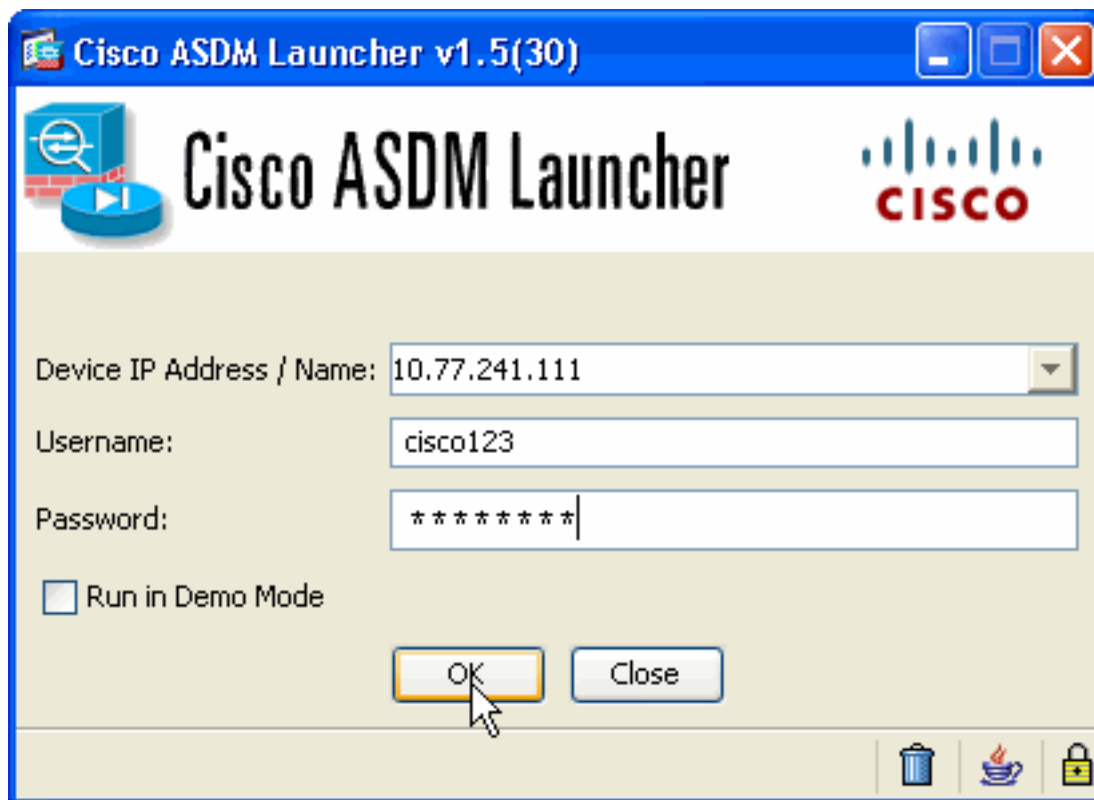 Cisco ASDM Launcher v1.5(30)
Cisco ASDM Launcher
CISCO
Device IP Address / Name: 10.77.241.111
Username: cisco123
Password: ********
Run in Demo Mode
OK Close